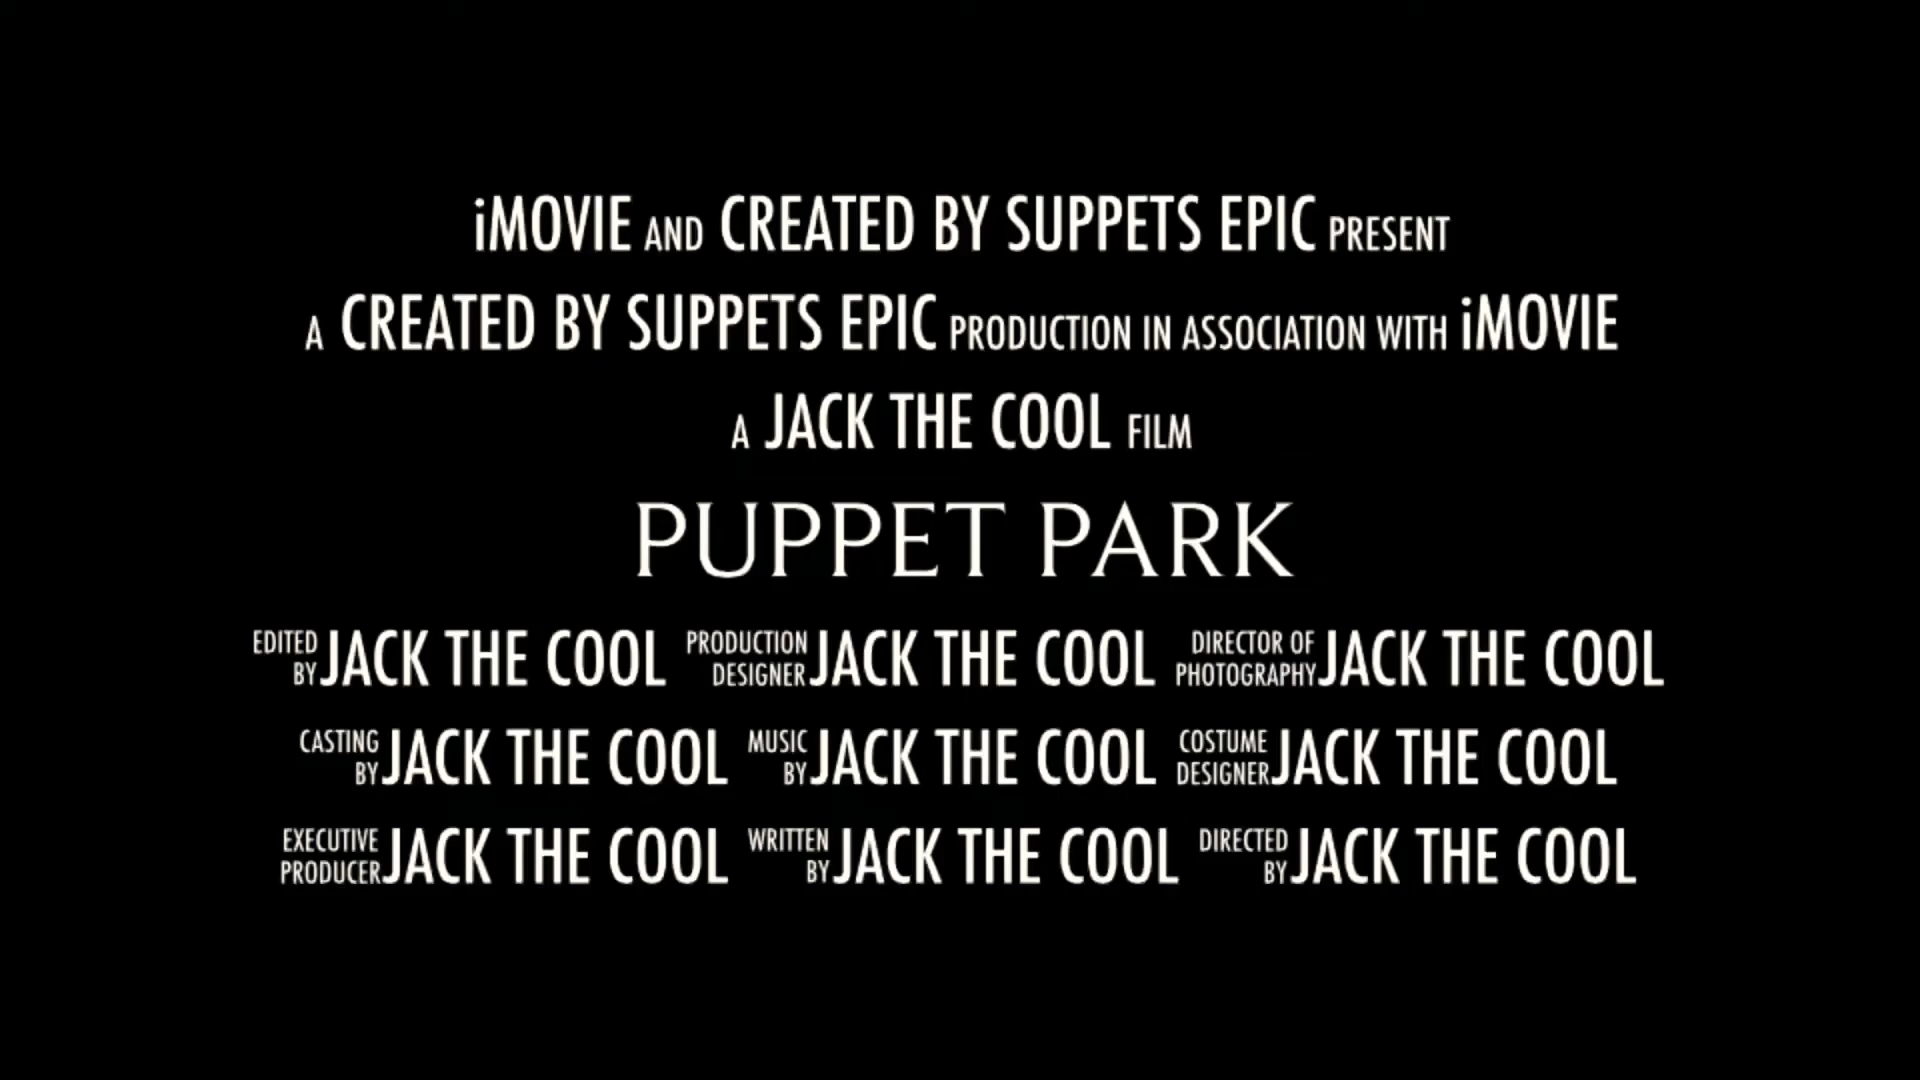 iMOVIE AND CREATED BY SUPPETS EPIC PRESENT
A CREATED BY SUPPETS EPIC PRODUCTION IN ASSOCIATION WITH iMOVIE
A JACK THE COOL FILM
PUPPET PARK
EDITED BY JACK THE COOL PRODUCTION DESIGNER JACK THE COOL DIRECTOR OF PHOTOGRAPHY JACK THE COOL
CASTING BY JACK THE COOL MUSIC BY JACK THE COOL COSTUME DESIGNER JACK THE COOL
EXECUTIVE PRODUCER JACK THE COOL WRITTEN BY JACK THE COOL DIRECTED BY JACK THE COOL